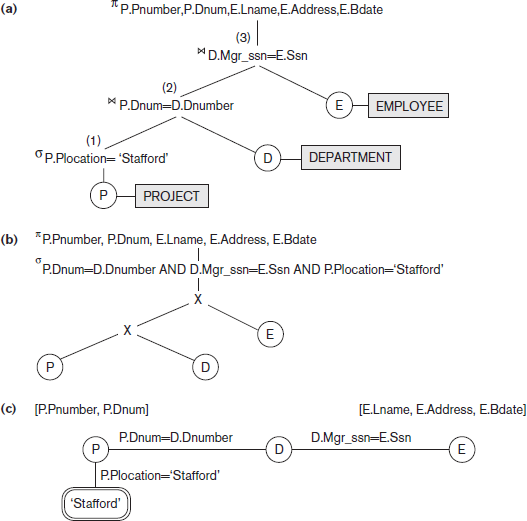 (a)
π P.Pnumber,P.Dnum,E.Lname,E.Address,E.Bdate
(3)
⋈ D.Mgr_ssn=E.Ssn
(2)
⋈ P.Dnum=D.Dnumber
E EMPLOYEE
(1)
σ P.Plocation= ‘Stafford’
D DEPARTMENT
P PROJECT
(b)
π P.Pnumber, P.Dnum, E.Lname, E.Address, E.Bdate
σ P.Dnum=D.Dnumber AND D.Mgr_ssn=E.Ssn AND P.Plocation=‘Stafford’
X
X
E
P D
(c) [P.Pnumber, P.Dnum] [E.Lname, E.Address, E.Bdate]
P.Dnum=D.Dnumber D.Mgr_ssn=E.Ssn
P D E
P.Plocation=‘Stafford’
‘Stafford’